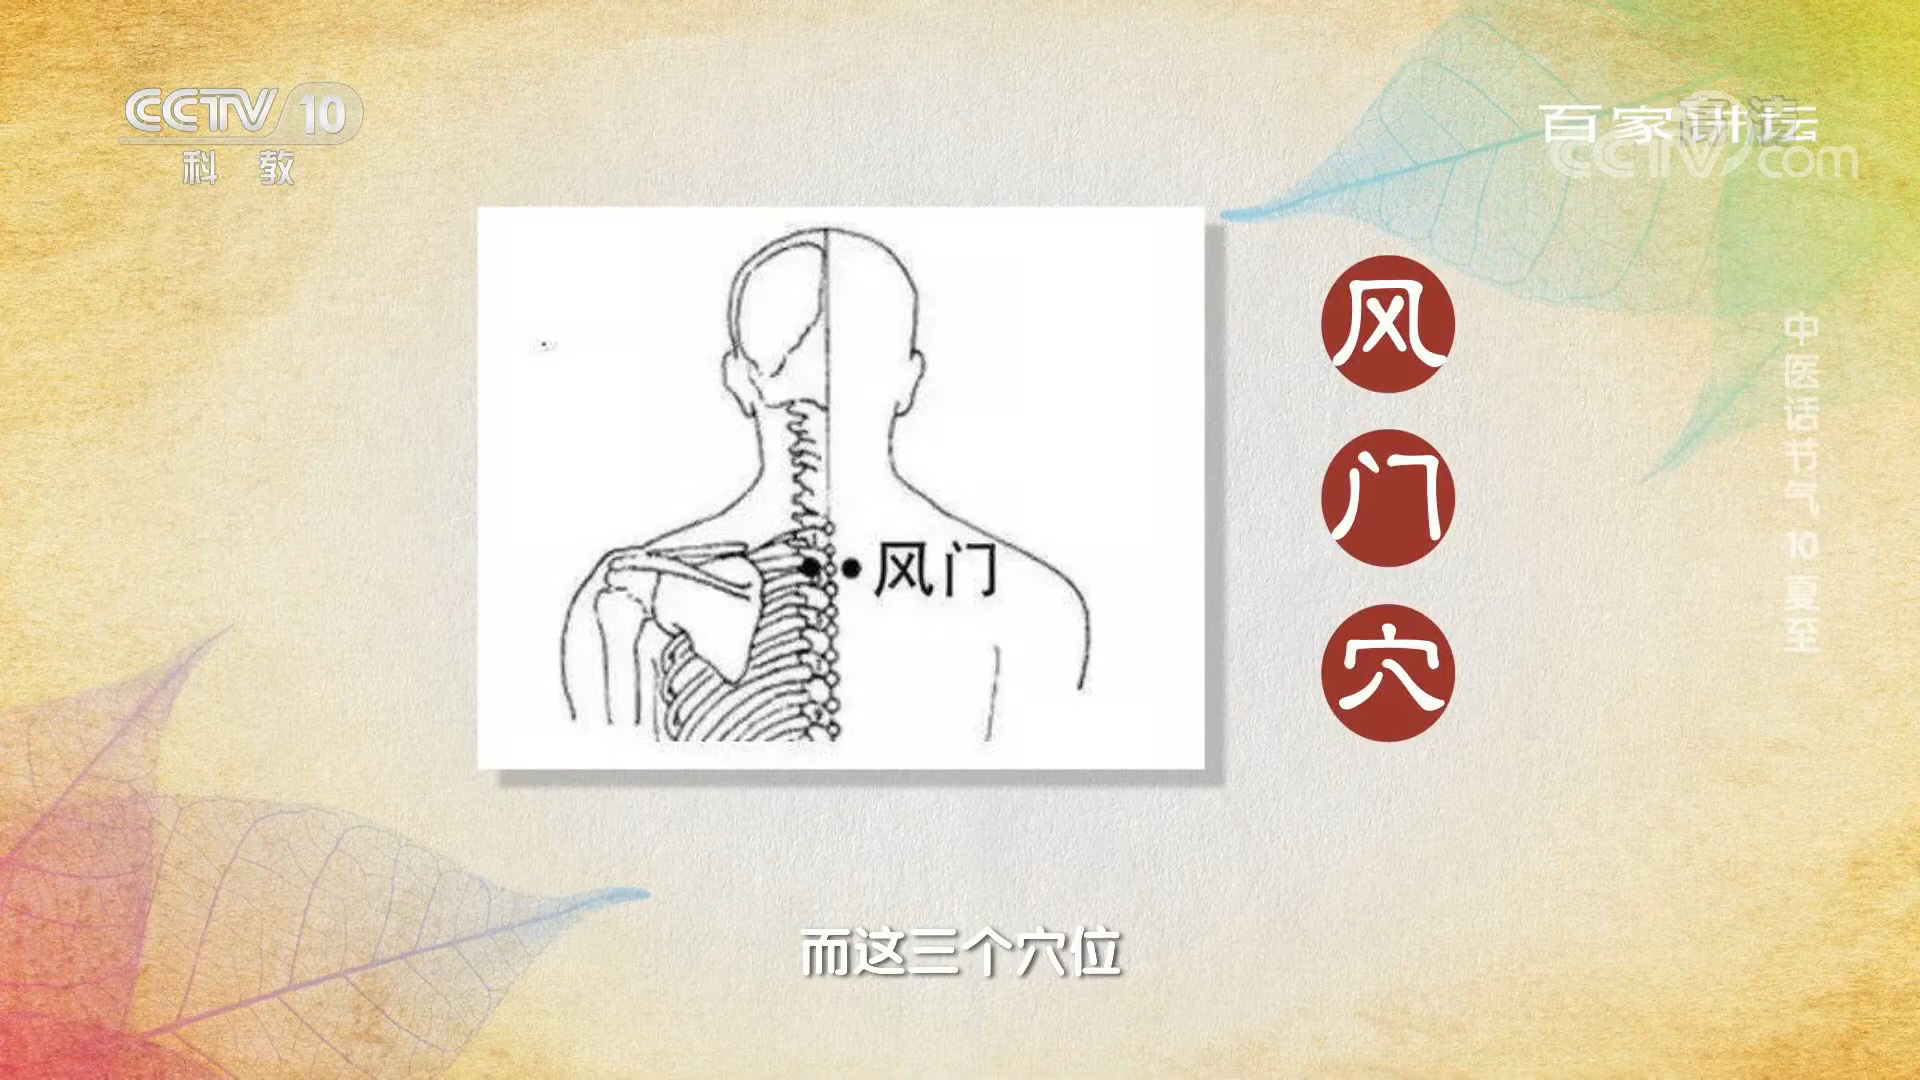 CCTV 10
科 教
百家讲坛
CCTV.com
风门穴
中医话节气 10 夏至
风门
而这三个穴位